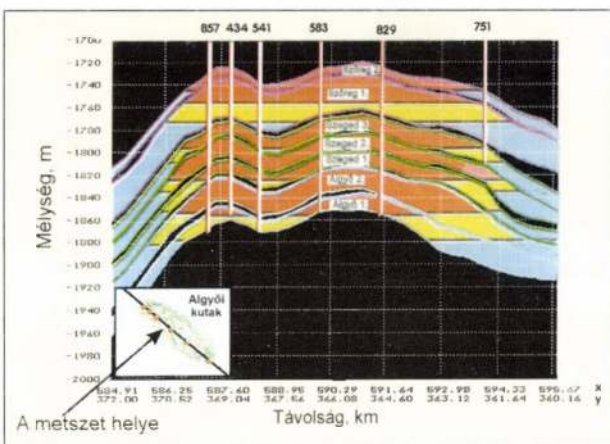 857 434 541 583 829 751
Mélység, m
-1700
-1720
-1740
-1760
-1780
-1800
-1820
-1840
-1860
-1880
-1900
-1920
-1940
-1960
-1980
-2000
Szőreg 2.
Szőreg 1.
Szeged 3.
Szeged 2.
Szeged 1.
Algyő 2.
Algyő 1.
Algyői
kutak
584.91 586.25 587.60 588.95 590.29 591.64 592.98 594.33 595.67 x
372.00 370.52 369.04 367.56 366.08 364.60 363.12 361.64 360.16 y
A metszet helye
Távolság, km